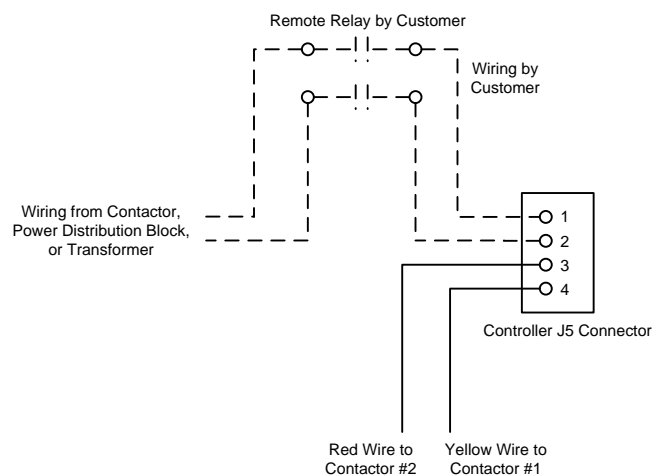 Remote Relay by Customer
Wiring by
Customer
Wiring from Contactor,
Power Distribution Block,
or Transformer
1
2
3
4
Controller J5 Connector
Red Wire to
Contactor #2
Yellow Wire to
Contactor #1